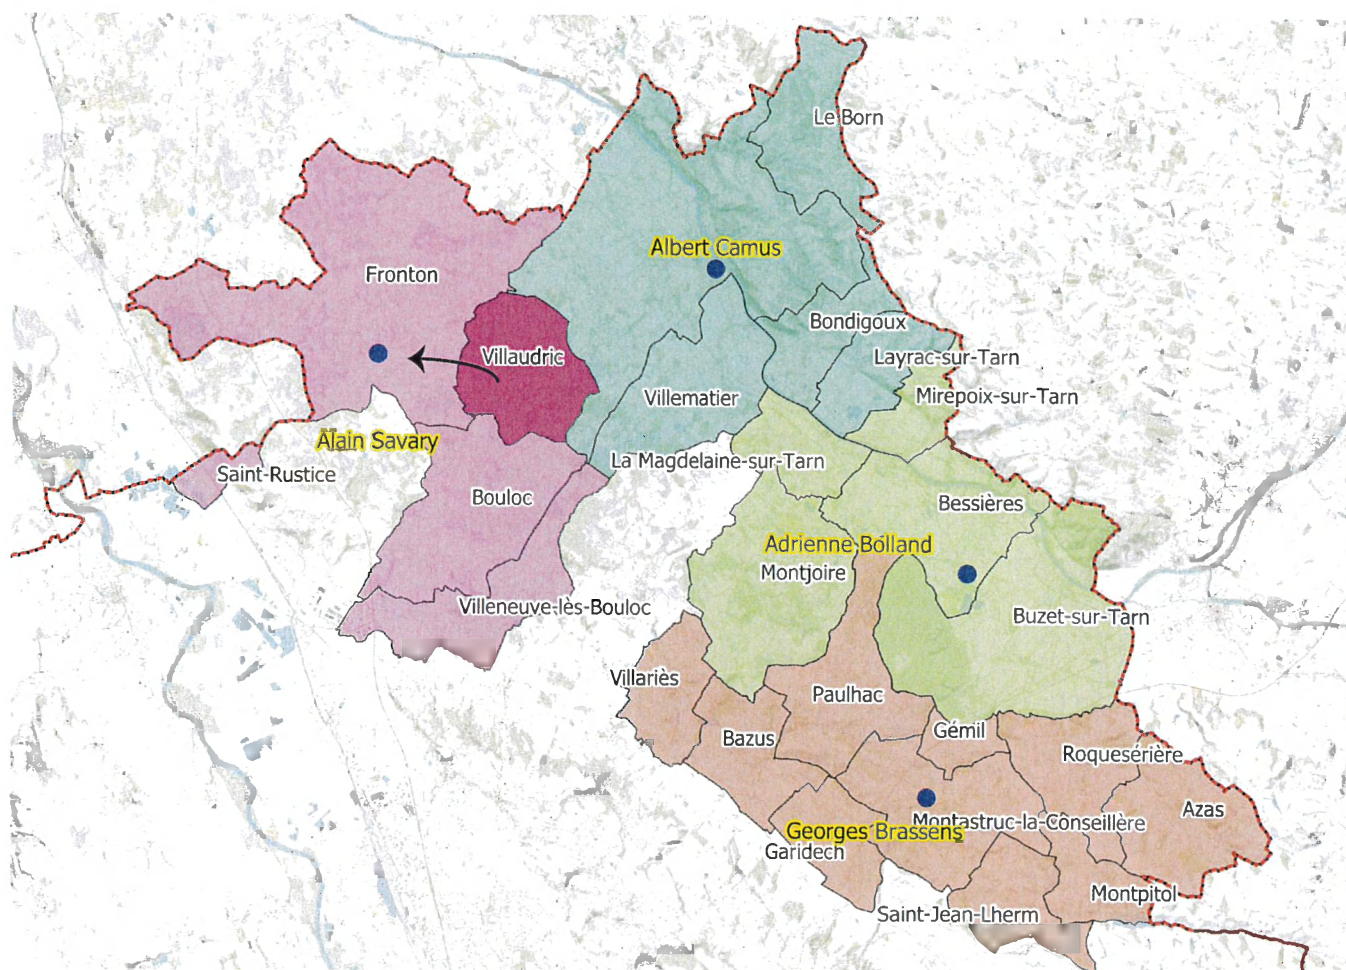 Le Born
Albert Camus
Fronton
Bondigoux
Villaudric
Layrac-sur-Tarn
Villematier
Mirepoix-sur-Tarn
Alain Savary
La Magdelaine-sur-Tarn
Saint-Rustice
Bouloc
Bessières
Adrienne Bolland
Montjoire
Villeneuve-lès-Bouloc
Buzet-sur-Tarn
Villariès
Paulhac
Gémil
Bazus
Roquesérière
Azas
Montastruc-la-Conseillère
Georges Brassens
Garidech
Montpitol
Saint-Jean-Lherm